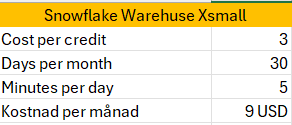 Snowflake Warehuse Xsmall
Cost per credit 3
Days per month 30
Minutes per day 5
Kostnad per månad 9 USD